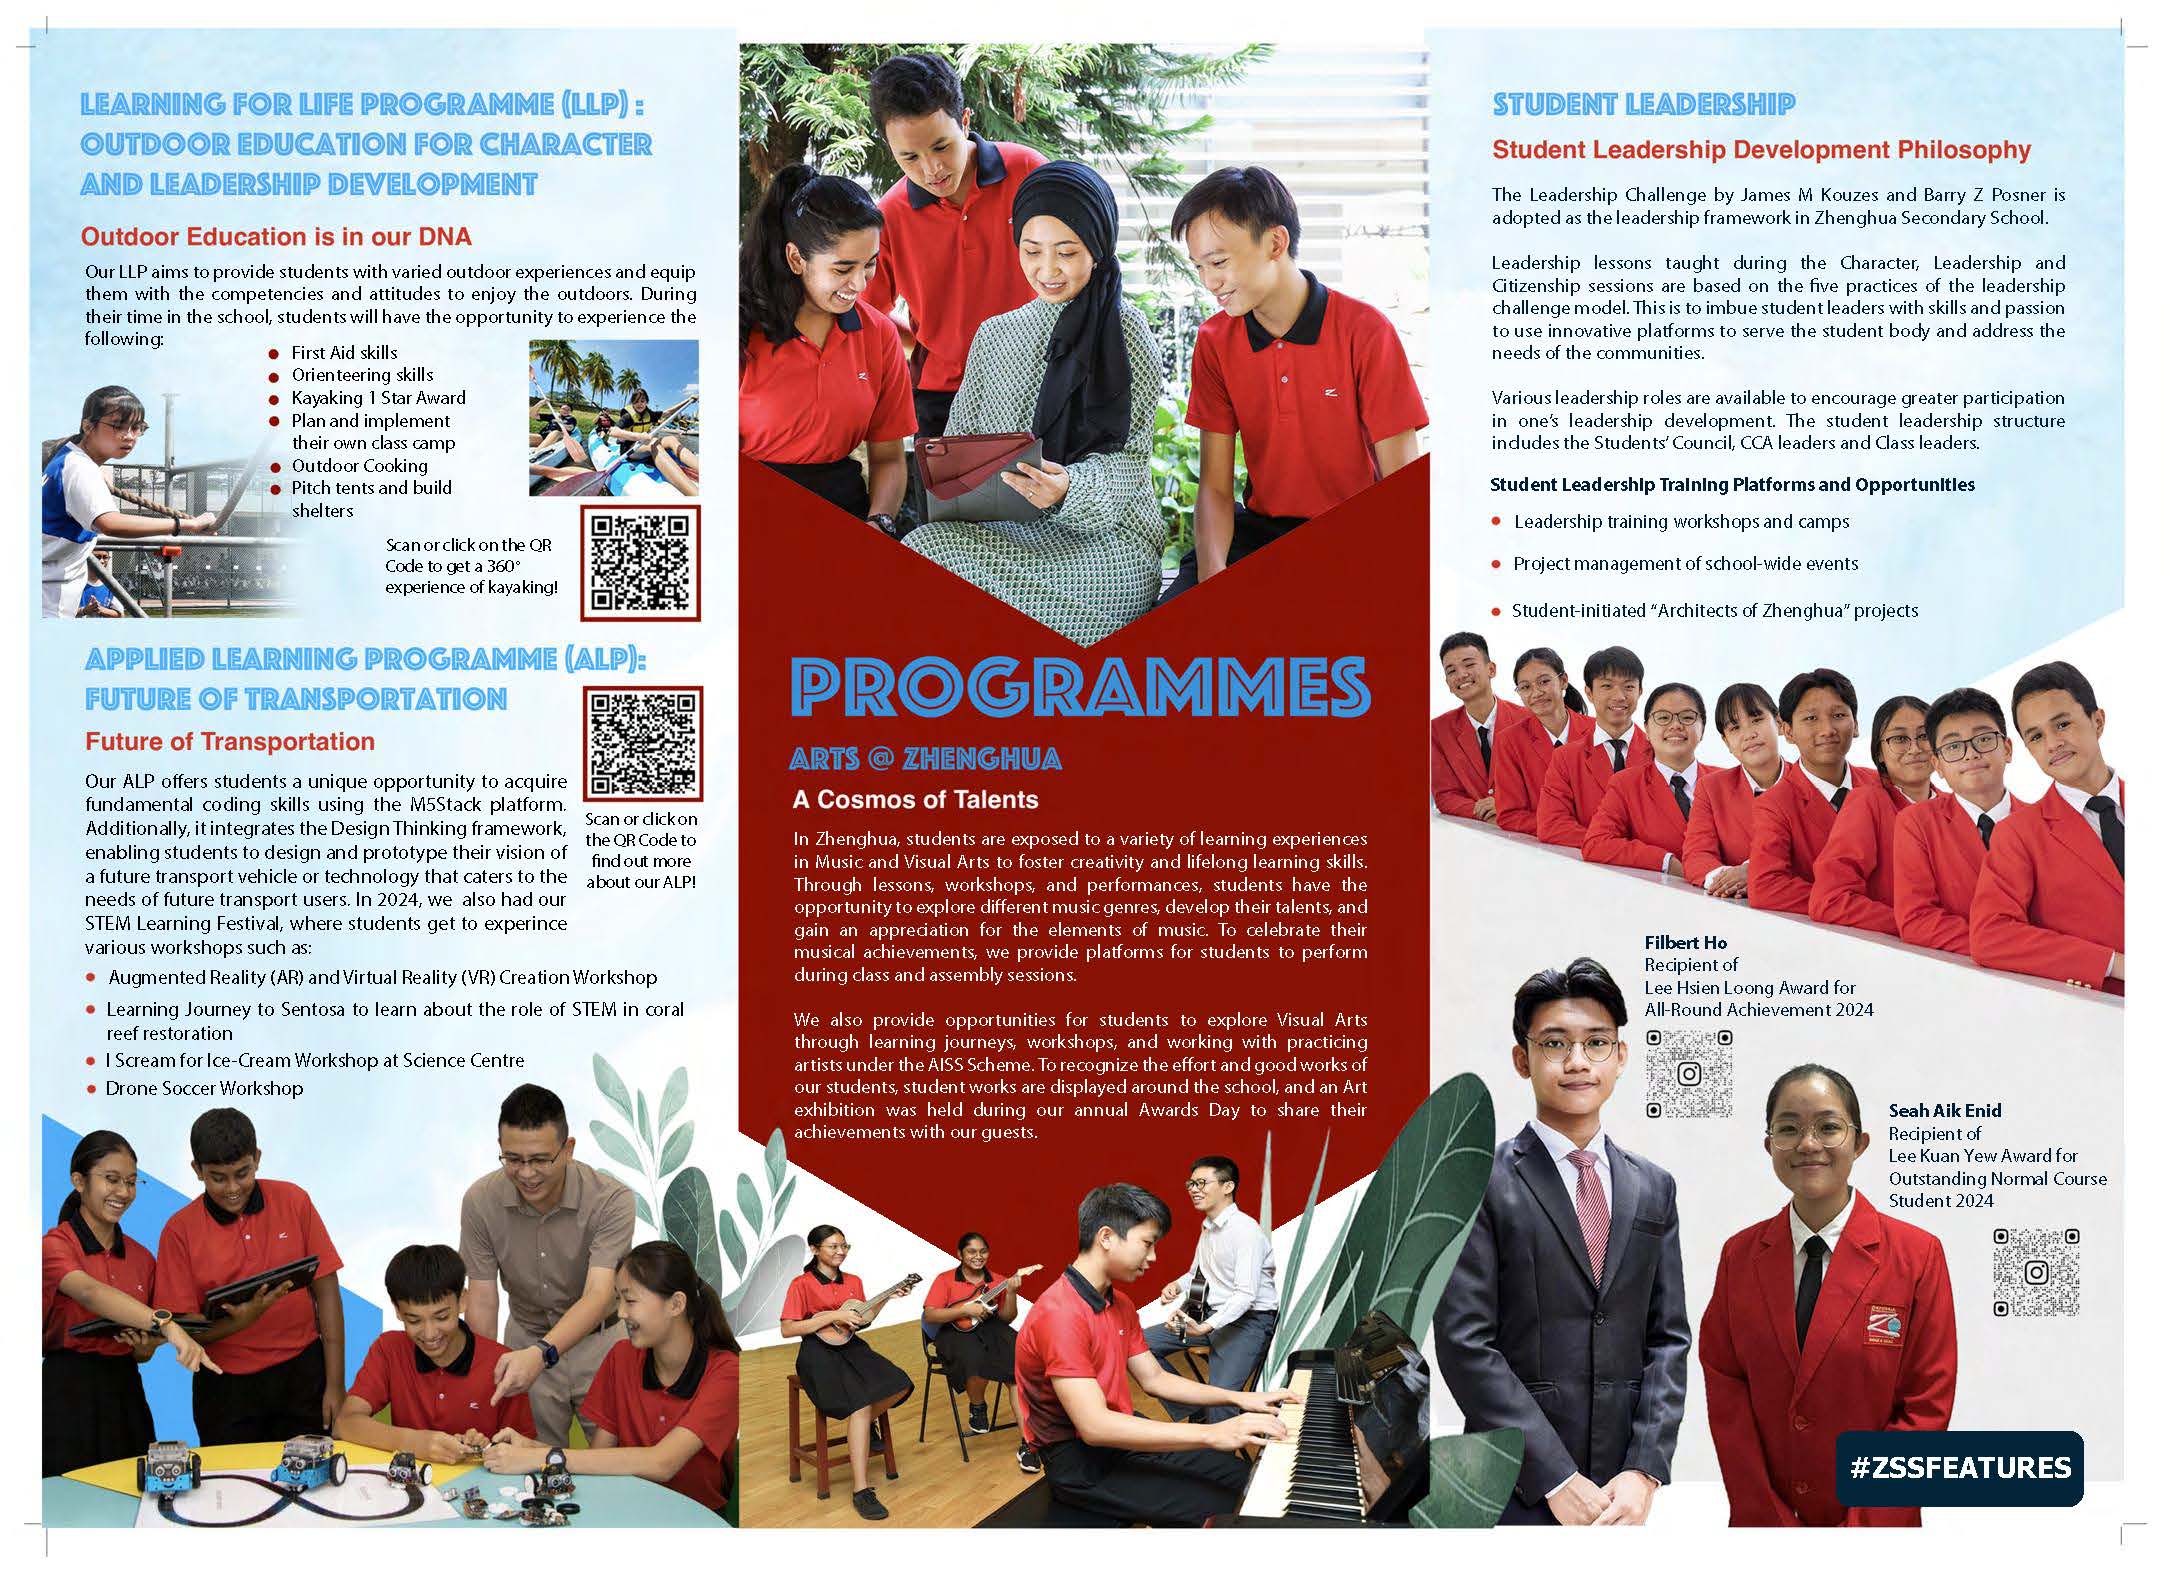 LEARNING FOR LIFE PROGRAMME (LLP) :
OUTDOOR EDUCATION FOR CHARACTER
AND LEADERSHIP DEVELOPMENT
Outdoor Education is in our DNA
Our LLP aims to provide students with varied outdoor experiences and equip
them with the competencies and attitudes to enjoy the outdoors. During
their time in the school, students will have the opportunity to experience the
following:
• First Aid skills
• Orienteering skills
• Kayaking 1 Star Award
• Plan and implement
their own class camp
• Outdoor Cooking
• Pitch tents and build
shelters
Scan or click on the QR
Code to get a 360°
experience of kayaking!
APPLIED LEARNING PROGRAMME (ALP):
FUTURE OF TRANSPORTATION
Future of Transportation
Our ALP offers students a unique opportunity to acquire
fundamental coding skills using the M5Stack platform.
Additionally, it integrates the Design Thinking framework,
enabling students to design and prototype their vision of
a future transport vehicle or technology that caters to the
needs of future transport users. In 2024, we also had our
STEM Learning Festival, where students get to experince
various workshops such as:
Scan or click on
the QR Code to
find out more
about our ALP!
• Augmented Reality (AR) and Virtual Reality (VR) Creation Workshop
• Learning Journey to Sentosa to learn about the role of STEM in coral
reef restoration
• I Scream for Ice-Cream Workshop at Science Centre
• Drone Soccer Workshop
PROGRAMMES
ARTS @ ZHENGHUA
A Cosmos of Talents
In Zhenghua, students are exposed to a variety of learning experiences
in Music and Visual Arts to foster creativity and lifelong learning skills.
Through lessons, workshops, and performances, students have the
opportunity to explore different music genres, develop their talents, and
gain an appreciation for the elements of music. To celebrate their
musical achievements, we provide platforms for students to perform
during class and assembly sessions.
We also provide opportunities for students to explore Visual Arts
through learning journeys, workshops, and working with practicing
artists under the AISS Scheme. To recognize the effort and good works of
our students, student works are displayed around the school, and an Art
exhibition was held during our annual Awards Day to share their
achievements with our guests.
STUDENT LEADERSHIP
Student Leadership Development Philosophy
The Leadership Challenge by James M Kouzes and Barry Z Posner is
adopted as the leadership framework in Zhenghua Secondary School.
Leadership lessons taught during the Character, Leadership and
Citizenship sessions are based on the five practices of the leadership
challenge model. This is to imbue student leaders with skills and passion
to use innovative platforms to serve the student body and address the
needs of the communities.
Various leadership roles are available to encourage greater participation
in one's leadership development. The student leadership structure
includes the Students' Council, CCA leaders and Class leaders.
Student Leadership Training Platforms and Opportunities
• Leadership training workshops and camps
• Project management of school-wide events
• Student-initiated “Architects of Zhenghua” projects
Filbert Ho
Recipient of
Lee Hsien Loong Award for
All-Round Achievement 2024
Seah Aik Enid
Recipient of
Lee Kuan Yew Award for
Outstanding Normal Course
Student 2024
#ZSSFEATURES